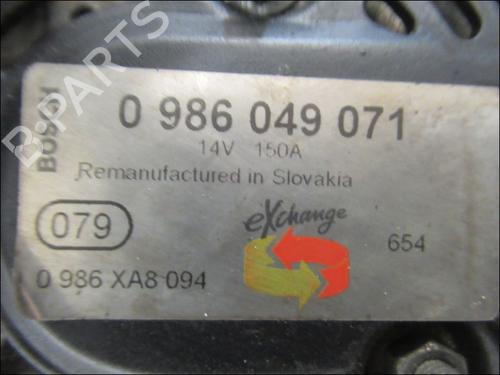 B-PARTS
BOSCH
0 986 049 071
14V 150A
Remanufactured in Slovakia
079
eXchange
654
0 986 XA8 094